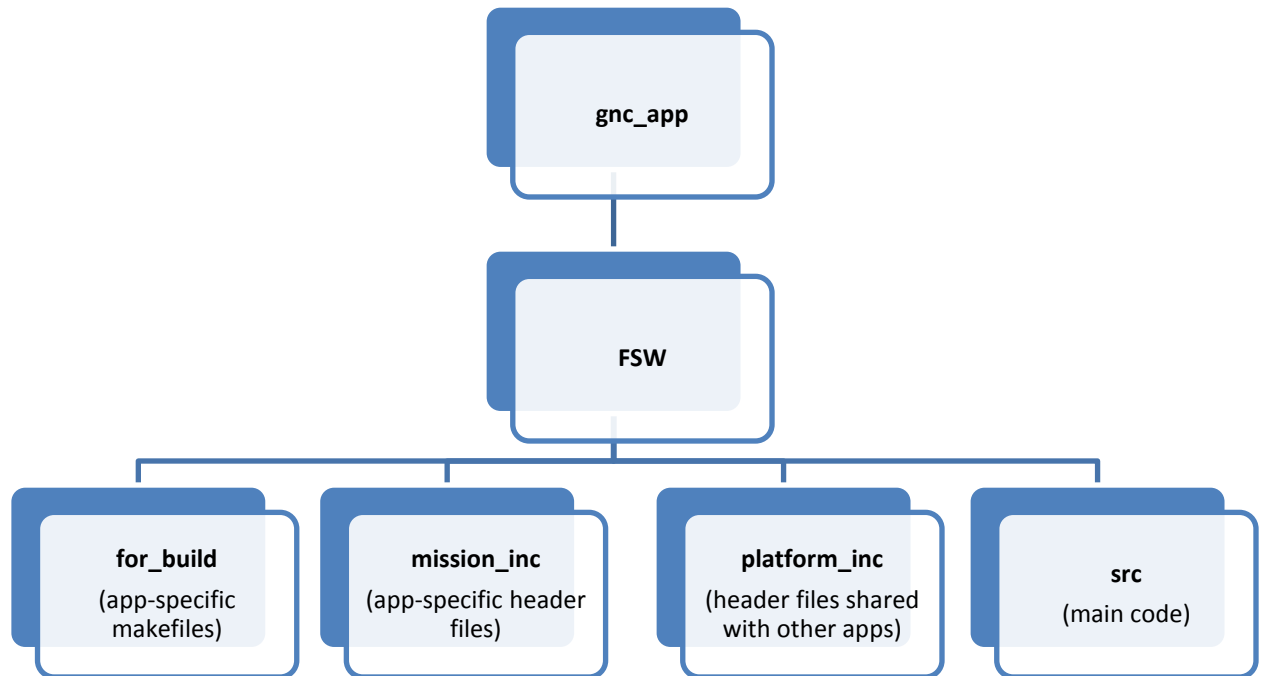 gnc_app
FSW
for_build
(app-specific
makefiles)
mission_inc
(app-specific header
files)
platform_inc
(header files shared
with other apps)
src
(main code)